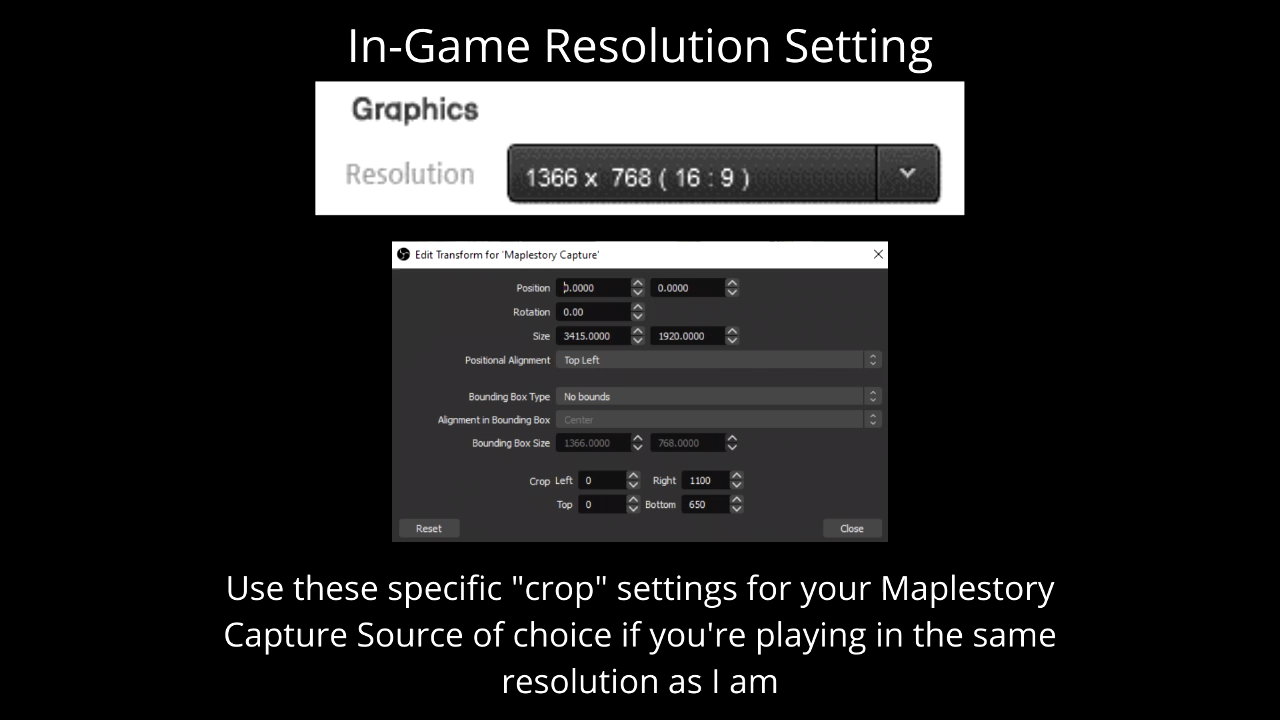 In-Game Resolution Setting
Graphics
Resolution 1366 x 768 ( 16 : 9 )
Edit Transform for 'Maplestory Capture'
Position 0.0000 0.0000
Rotation 0.00
Size 3415.0000 1920.0000
Positional Alignment Top Left
Bounding Box Type No bounds
Alignment in Bounding Box Center
Bounding Box Size 1366.0000 768.0000
Crop Left 0 Right 1100
Top 0 Bottom 650
Reset Close
Use these specific "crop" settings for your Maplestory
Capture Source of choice if you're playing in the same
resolution as I am